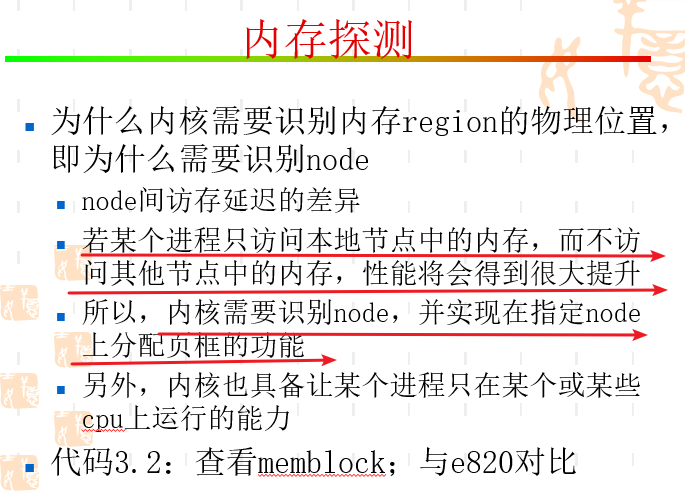 内存探测
为什么内核需要识别内存region的物理位置，
即为什么需要识别node
node间访存延迟的差异
若某个进程只访问本地节点中的内存，而不访
问其他节点中的内存，性能将会得到很大提升
所以，内核需要识别node，并实现在指定node
上分配页框的功能
另外，内核也具备让某个进程只在某个或某些
cpu上运行的能力
代码3.2：查看memblock；与e820对比